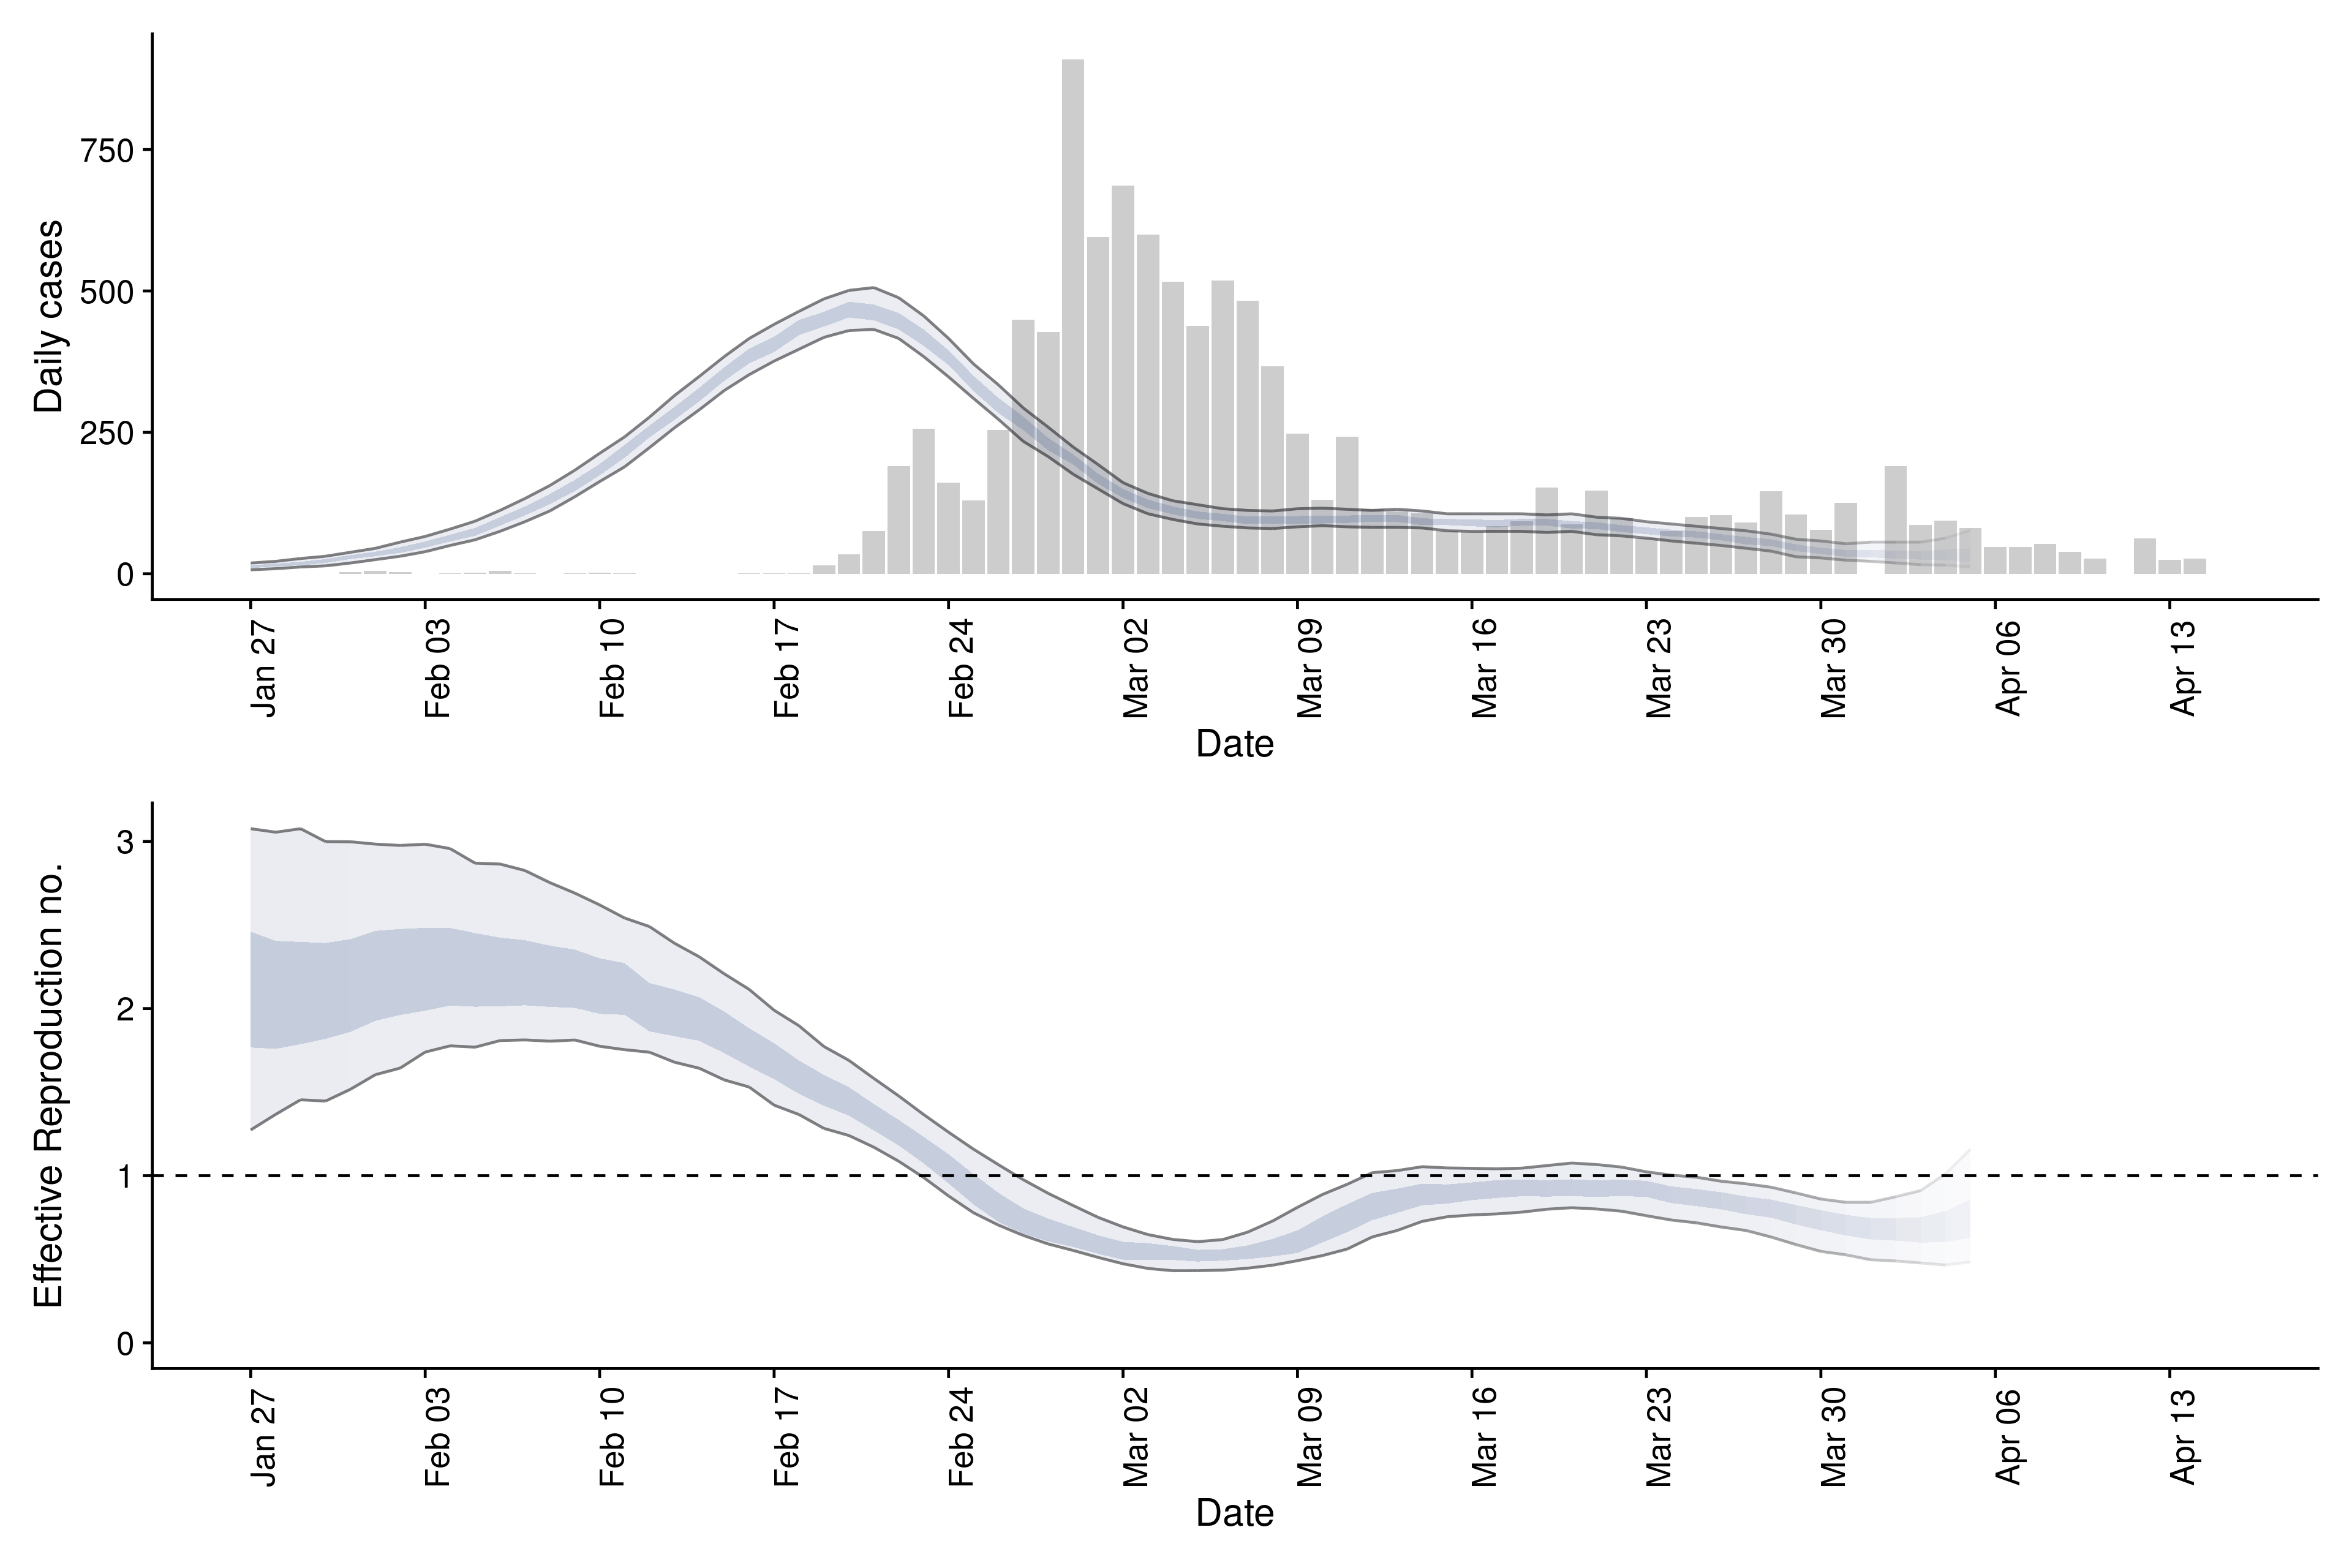 Daily cases
750
500
250
0
Jan 27
Feb 03
Feb 10
Feb 17
Feb 24
Mar 02
Mar 09
Mar 16
Mar 23
Mar 30
Apr 06
Apr 13
Date
Effective Reproduction no.
3
2
1
0
Jan 27
Feb 03
Feb 10
Feb 17
Feb 24
Mar 02
Mar 09
Mar 16
Mar 23
Mar 30
Apr 06
Apr 13
Date